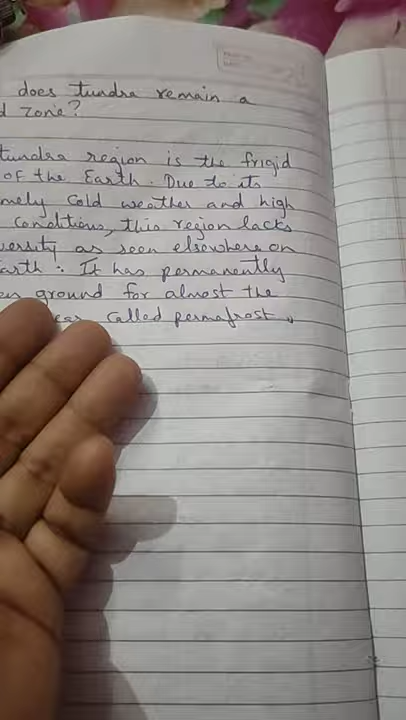 does tundra remain a
zone?
tundra region is the frigid
of the Earth. Due to its
cold weather and high
conditions, this region lacks
as seen elsewhere on
It has permanently
ground for almost the
called permafrost.